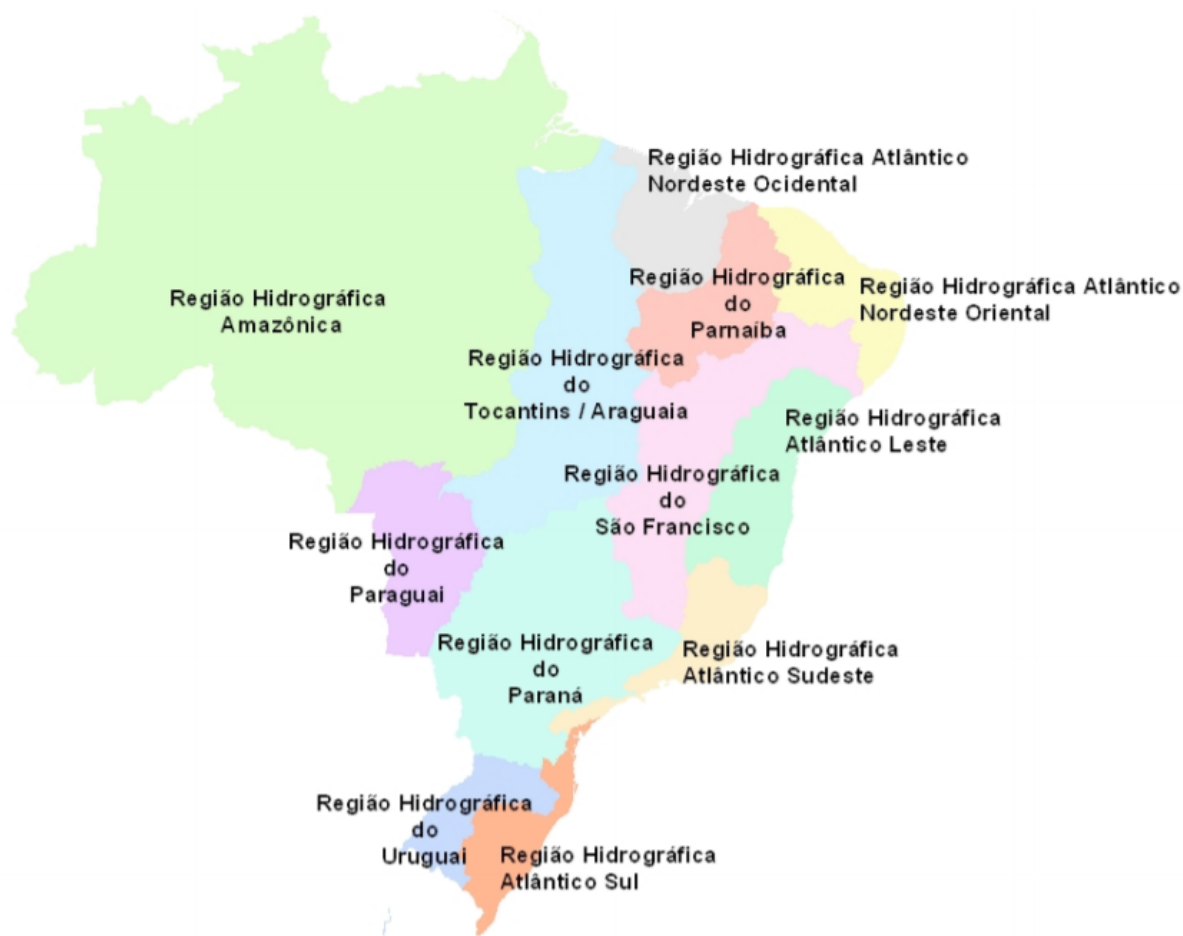 Região Hidrográfica Atlântico
Nordeste Ocidental
Região Hidrográfica
do
Parnaíba
Região Hidrográfica Atlântico
Nordeste Oriental
Região Hidrográfica
Amazônica
Região Hidrográfica
do
Tocantins / Araguaia
Região Hidrográfica
Atlântico Leste
Região Hidrográfica
do
São Francisco
Região Hidrográfica
do
Paraguai
Região Hidrográfica
do
Paraná
Região Hidrográfica
Atlântico Sudeste
Região Hidrográfica
do
Uruguai
Região Hidrográfica
Atlântico Sul